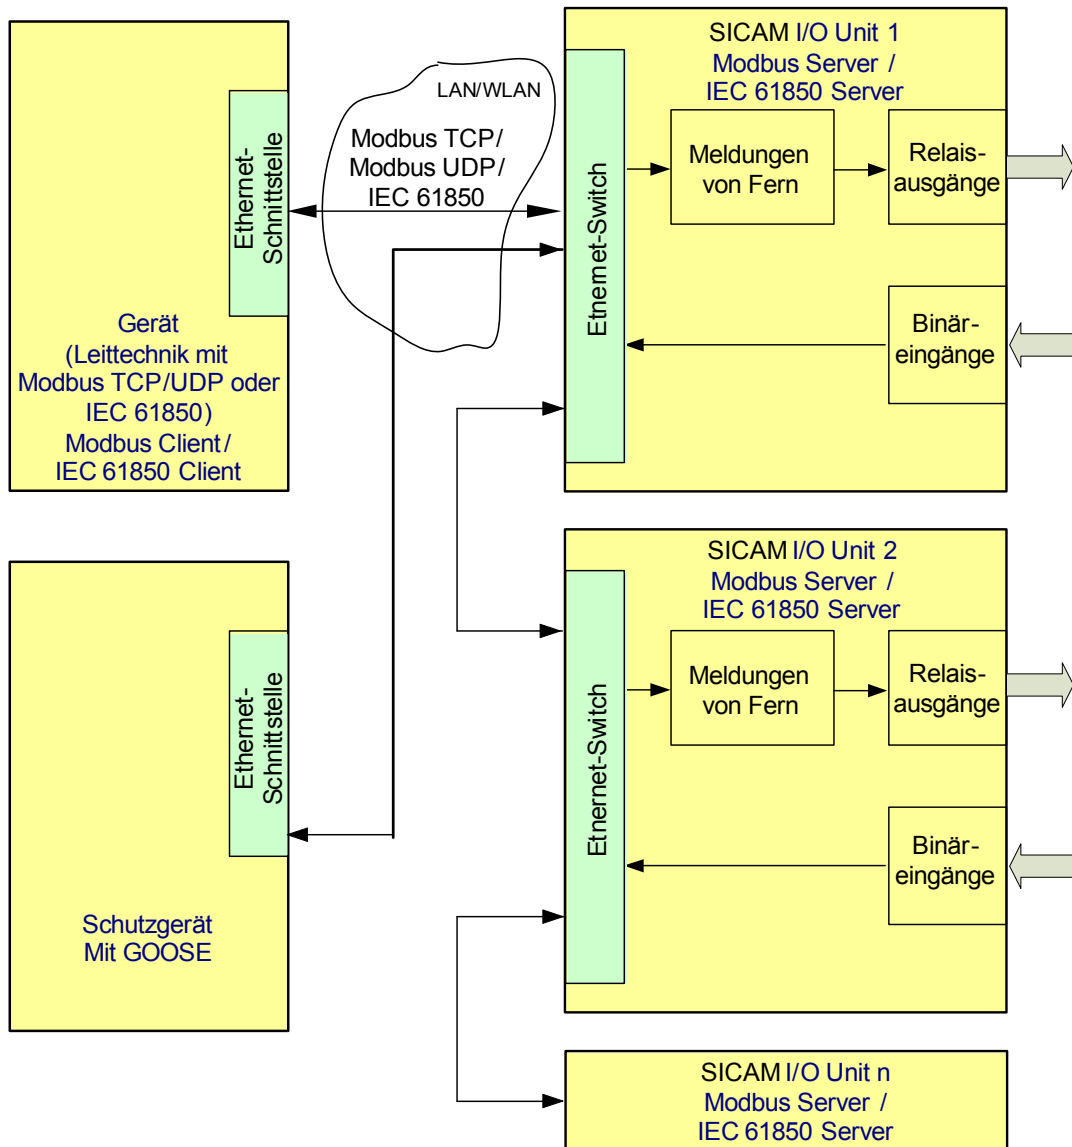 SICAM I/O Unit 1
Modbus Server /
IEC 61850 Server
LAN/WLAN
Modbus TCP/
Modbus UDP/
IEC 61850
Ethernet-
Schnittstelle
Etnemet-Switch
Meldungen
von Fern
Relais-
ausgänge
Binär-
eingänge
Gerät
(Leittechnik mit
Modbus TCP/UDP oder
IEC 61850)
Modbus Client /
IEC 61850 Client
SICAM I/O Unit 2
Modbus Server /
IEC 61850 Server
Ethernet-
Schnittstelle
Etnernet-Switch
Meldungen
von Fern
Relais-
ausgänge
Binär-
eingänge
Schutzgerät
Mit GOOSE
SICAM I/O Unit n
Modbus Server /
IEC 61850 Server